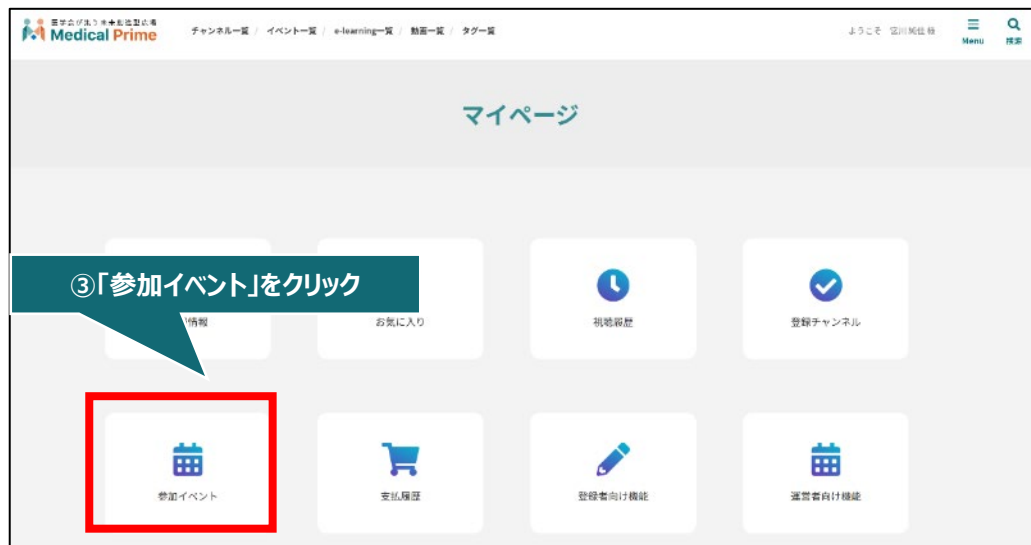 Medical Prime
チャンネル一覧 / イベント一覧 / e-learning一覧 / 動画一覧 / タグ一覧
ようこそ
Menu
検索
マイページ
③「参加イベント」をクリック
情報
お気に入り
視聴履歴
登録チャンネル
参加イベント
支払履歴
登録者向け機能
運営者向け機能